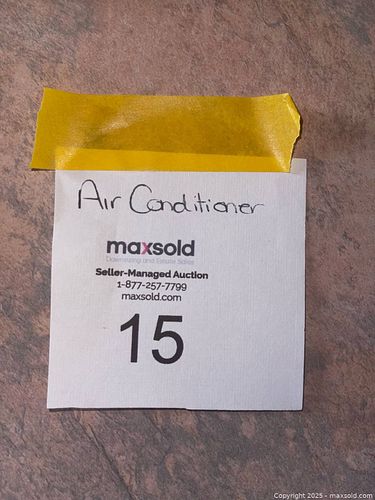 Air Conditioner
maxsold
Downsizing and Estate Sales
Seller-Managed Auction
1-877-257-7799
maxsold.com
15
Copyright 2025 - maxsold.com